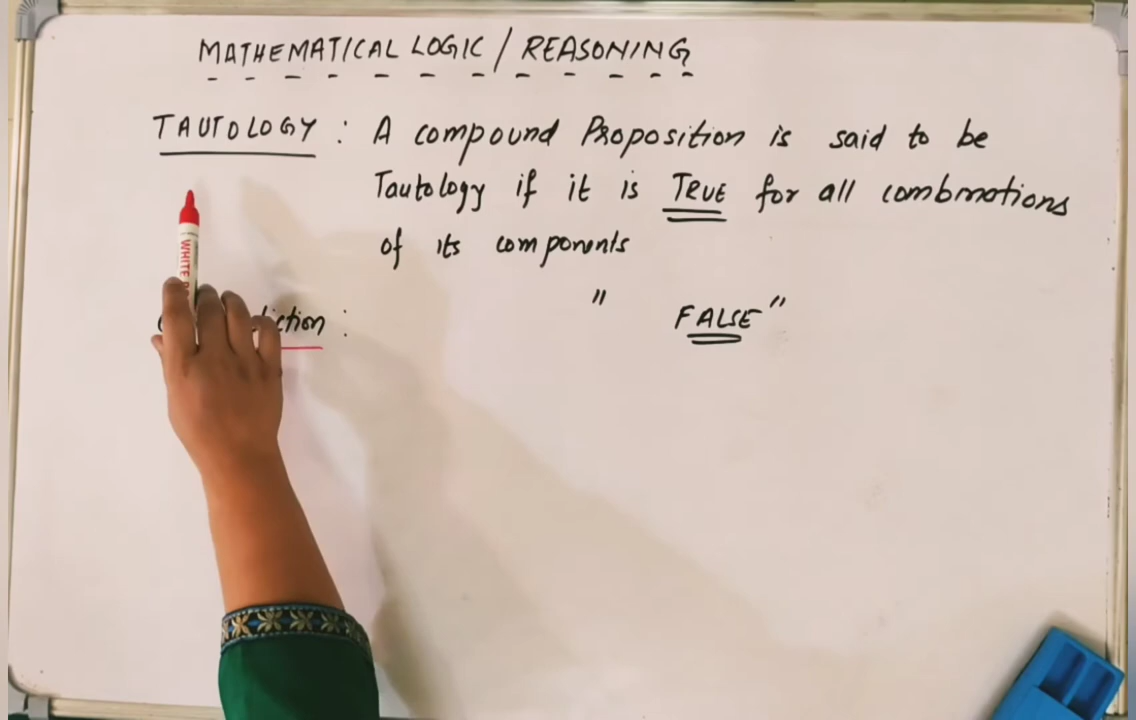 MATHEMATICAL LOGIC / REASONING
TAUTOLOGY : A compound Proposition is said to be
Tautology if it is TRUE for all combinations
of its components
" FALSE "
WHITE